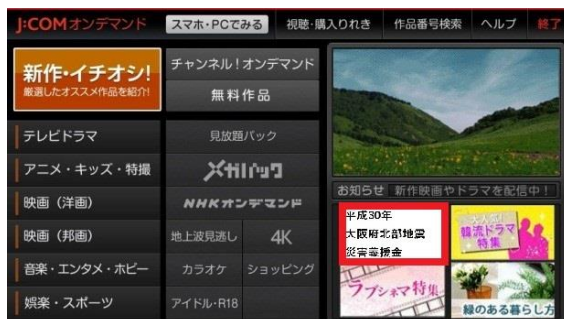 J:COMオンデマンド スマホ・PCでみる 視聴・購入りれき 作品番号検索 ヘルプ 終了
新作・イチオシ!
厳選したオススメ作品を紹介!
チャンネル!オンデマンド
無料作品
テレビドラマ 見放題パック
アニメ・キッズ・特撮 メガパック
映画（洋画） NHKオンデマンド
映画（邦画） 地上波見逃し 4K
音楽・エンタメ・ホビー カラオケ ショッピング
娯楽・スポーツ アイドル・R18
お知らせ 新作映画やドラマを配信中!
平成30年
大阪府北部地震
災害義援金
大人気!
韓流ドラマ
特集
ラブシネマ特集
緑のある暮らし方